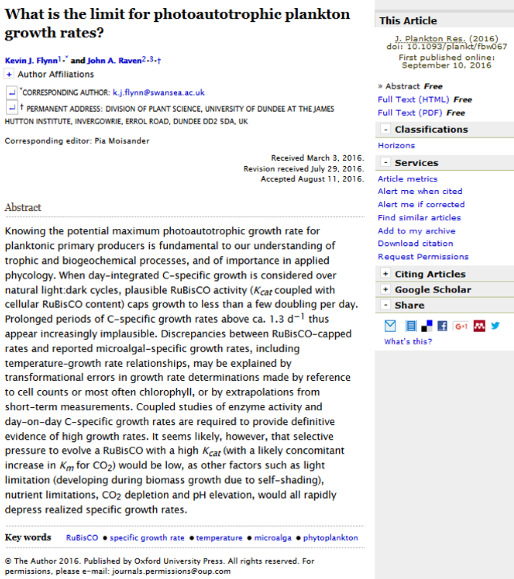 What is the limit for photoautotrophic plankton
growth rates?
Kevin J. Flynn1,* and John A. Raven2,3,†
+ Author Affiliations
*CORRESPONDING AUTHOR: k.j.flynn@swansea.ac.uk
† PERMANENT ADDRESS: DIVISION OF PLANT SCIENCE, UNIVERSITY OF DUNDEE AT THE JAMES
HUTTON INSTITUTE, INVERGOWRIE, ERROL ROAD, DUNDEE DD2 5DA, UK
Corresponding editor: Pia Moisander
Received March 3, 2016.
Revision received July 29, 2016.
Accepted August 11, 2016.
Abstract
Knowing the potential maximum photoautotrophic growth rate for
planktonic primary producers is fundamental to our understanding of
trophic and biogeochemical processes, and of importance in applied
phycology. When day-integrated C-specific growth is considered over
natural light:dark cycles, plausible RuBisCO activity (Kcat coupled with
cellular RuBisCO content) caps growth to less than a few doubling per day.
Prolonged periods of C-specific growth rates above ca. 1.3 d−1 thus
appear increasingly implausible. Discrepancies between RuBisCO-capped
rates and reported microalgal-specific growth rates, including
temperature-growth rate relationships, may be explained by
transformational errors in growth rate determinations made by reference
to cell counts or most often chlorophyll, or by extrapolations from
short-term measurements. Coupled studies of enzyme activity and
day-on-day C-specific growth rates are required to provide definitive
evidence of high growth rates. It seems likely, however, that selective
pressure to evolve a RuBisCO with a high Kcat (with a likely concomitant
increase in Km for CO2) would be low, as other factors such as light
limitation (developing during biomass growth due to self-shading),
nutrient limitations, CO2 depletion and pH elevation, would all rapidly
depress realized specific growth rates.
Key words RuBisCO • specific growth rate • temperature • microalga • phytoplankton
© The Author 2016. Published by Oxford University Press. All rights reserved. For
permissions, please e-mail: journals.permissions@oup.com
This Article
J. Plankton Res. (2016)
doi: 10.1093/plankt/fbw067
First published online:
September 10, 2016
» Abstract Free
Full Text (HTML) Free
Full Text (PDF) Free
- Classifications
Horizons
- Services
Article metrics
Alert me when cited
Alert me if corrected
Find similar articles
Add to my archive
Download citation
Request Permissions
+ Citing Articles
+ Google Scholar
- Share
G+1
What's this?